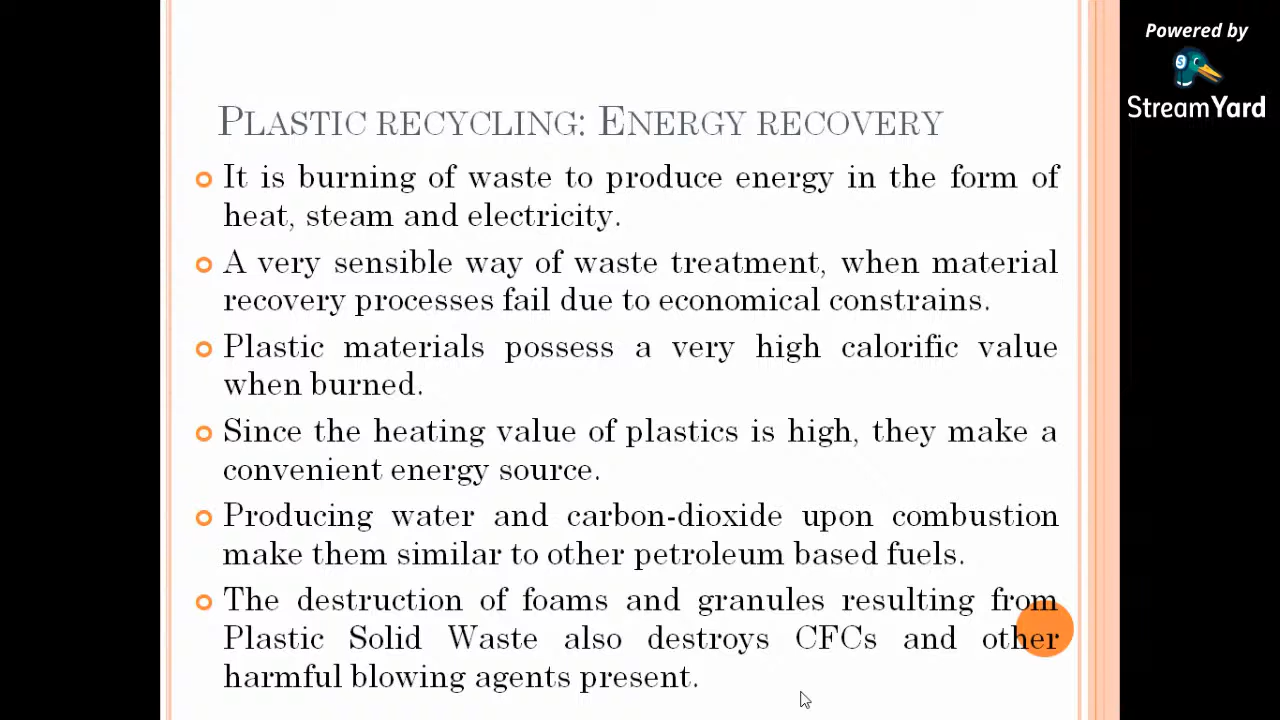 Powered by
StreamYard
PLASTIC RECYCLING: ENERGY RECOVERY
It is burning of waste to produce energy in the form of
heat, steam and electricity.
A very sensible way of waste treatment, when material
recovery processes fail due to economical constrains.
Plastic materials possess a very high calorific value
when burned.
Since the heating value of plastics is high, they make a
convenient energy source.
Producing water and carbon-dioxide upon combustion
make them similar to other petroleum based fuels.
The destruction of foams and granules resulting from
Plastic Solid Waste also destroys CFCs and other
harmful blowing agents present.